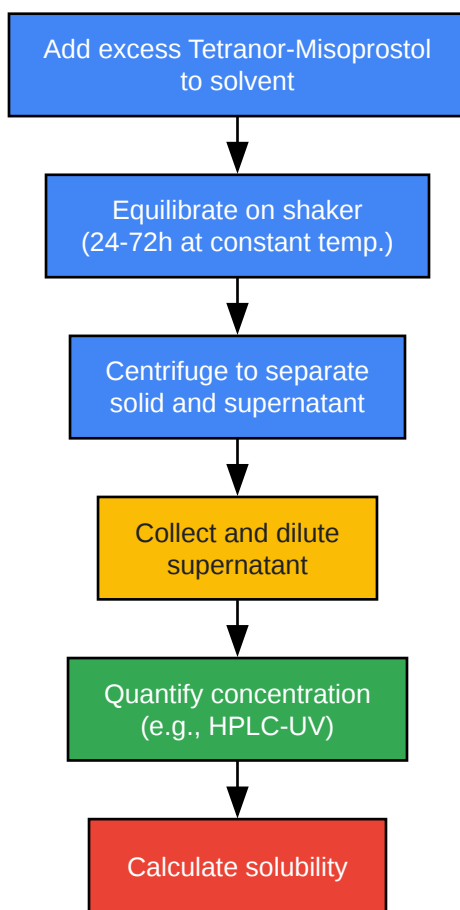 Add excess Tetranor-Misoprostol
to solvent
Equilibrate on shaker
(24-72h at constant temp.)
Centrifuge to separate
solid and supernatant
Collect and dilute
supernatant
Quantify concentration
(e.g., HPLC-UV)
Calculate solubility